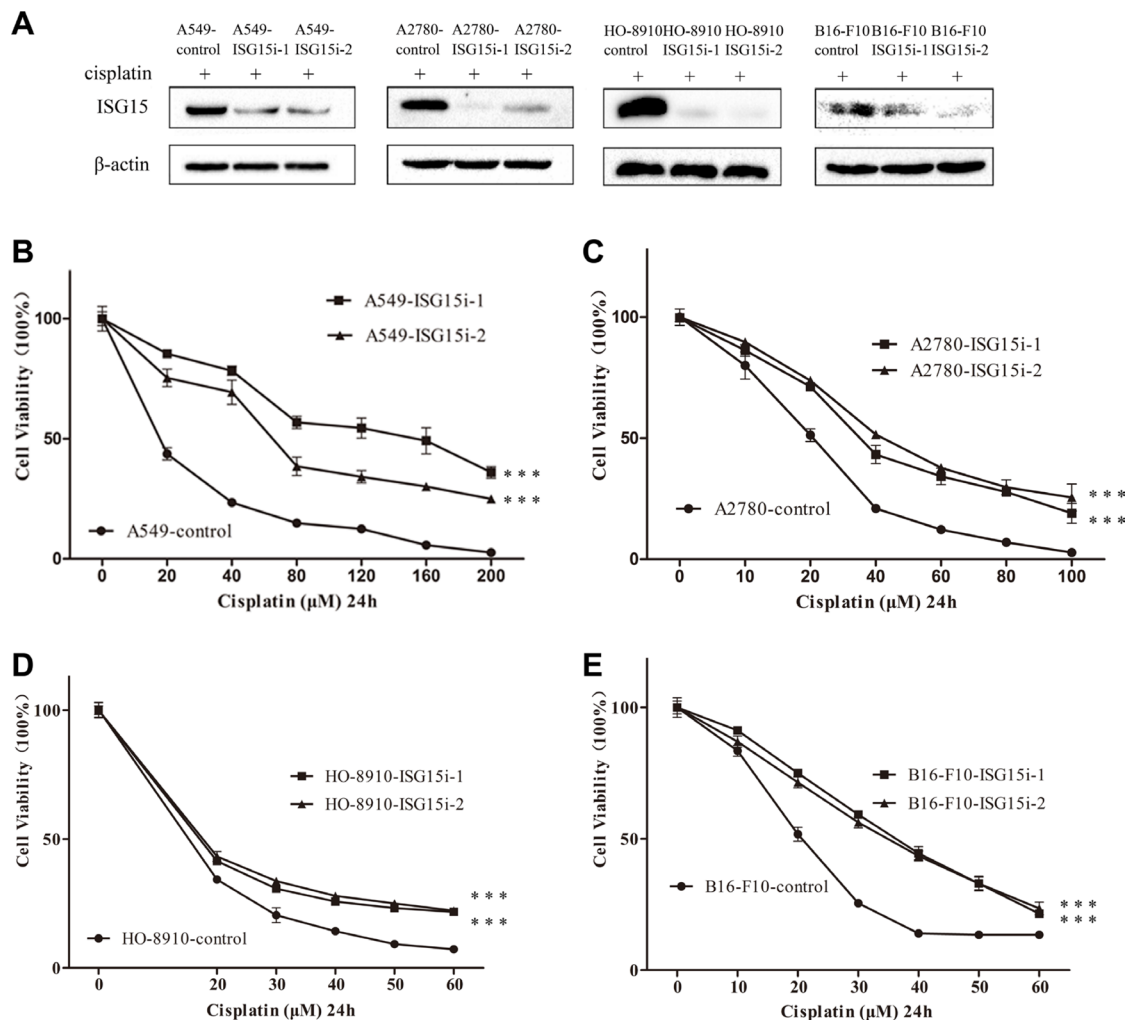 A
A549- A549- A549-
control ISG15i-1 ISG15i-2
A2780- A2780- A2780-
control ISG15i-1 ISG15i-2
HO-8910 HO-8910 HO-8910
control ISG15i-1 ISG15i-2
B16-F10 B16-F10 B16-F10
control ISG15i-1 ISG15i-2
cisplatin + + + + + + + + + + + +
ISG15
β-actin
B
Cell Viability (100%)
100
50
0
A549-ISG15i-1
A549-ISG15i-2
A549-control
* * *
* * *
0 20 40 80 120 160 200
Cisplatin (μM) 24h
C
Cell Viability (100%)
100
50
0
A2780-ISG15i-1
A2780-ISG15i-2
A2780-control
* * *
* * *
0 10 20 40 60 80 100
Cisplatin (μM) 24h
D
Cell Viability (100%)
100
50
0
HO-8910-ISG15i-1
HO-8910-ISG15i-2
HO-8910-control
* * *
* * *
0 20 30 40 50 60
Cisplatin (μM) 24h
E
Cell Viability (100%)
100
50
0
B16-F10-ISG15i-1
B16-F10-ISG15i-2
B16-F10-control
* * *
* * *
0 10 20 30 40 50 60
Cisplatin (μM) 24h